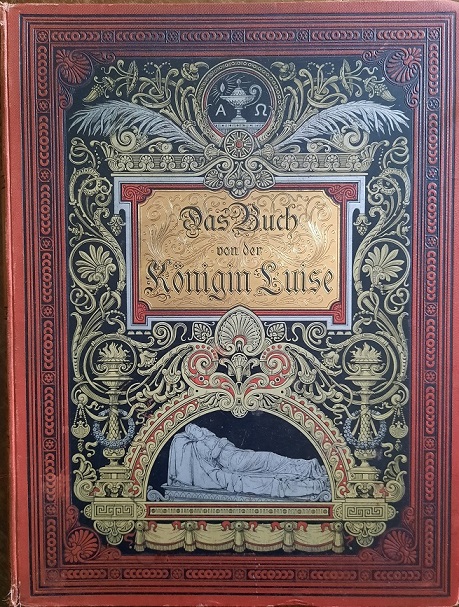 Α Ω
Das Buch
von der
Königin Luise